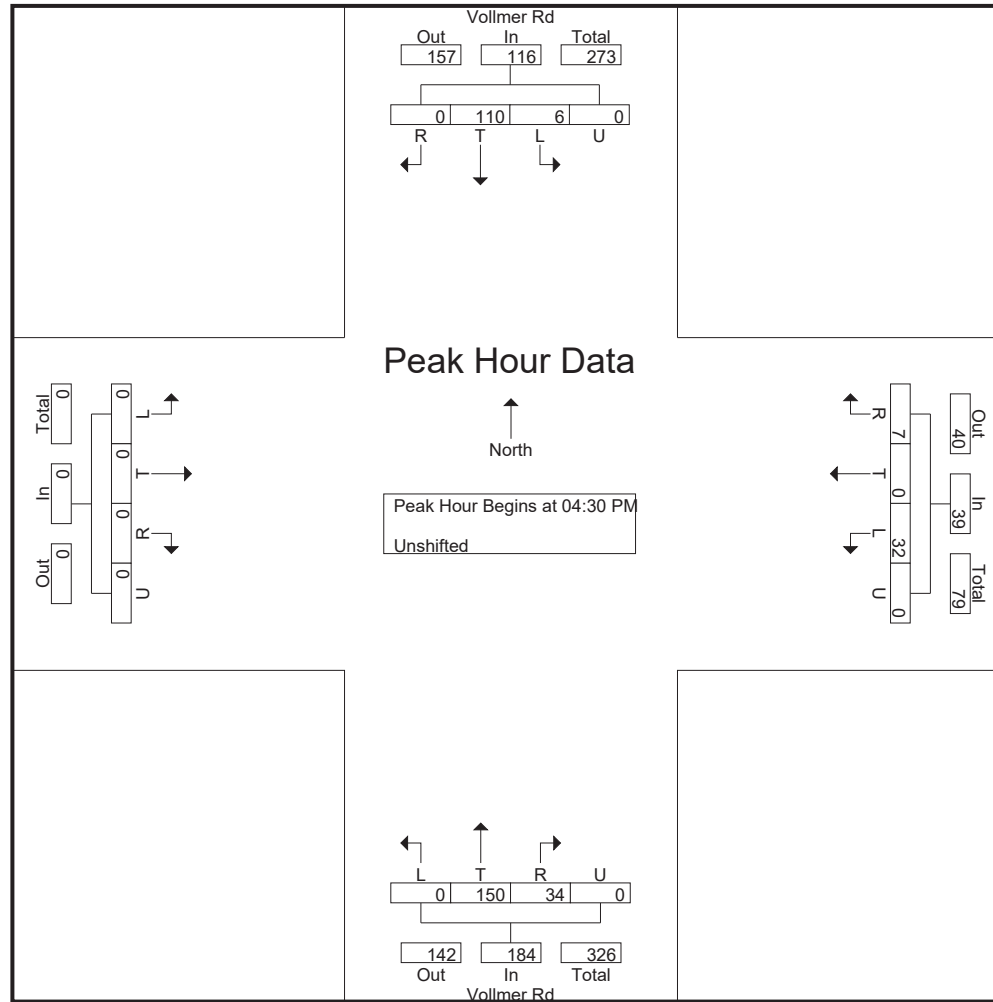 Vollmer Rd
Out In Total
157 116 273
0 110 6 0
R T L U
Peak Hour Data
North
Peak Hour Begins at 04:30 PM
Unshifted
Total In Out
0 0 0
0 0 0 0
L T R U
R T L U
7 0 32 0
Out In Total
40 39 79
L T R U
0 150 34 0
142 184 326
Out In Total
Vollmer Rd